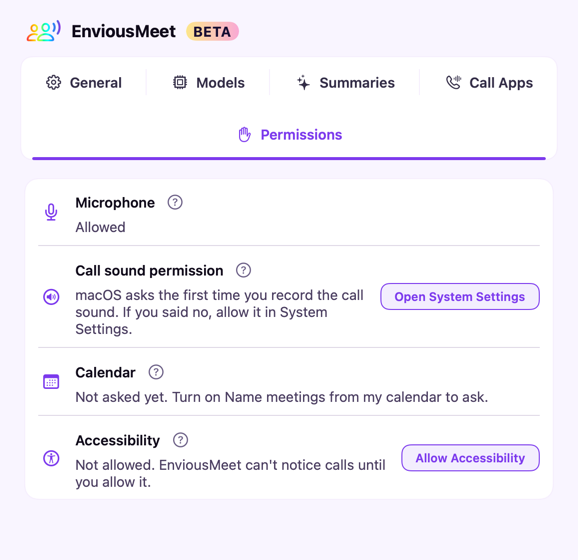 EnviousMeet BETA
General
Models
Summaries
Call Apps
Permissions
Microphone ?
Allowed
Call sound permission ?
macOS asks the first time you record the call
sound. If you said no, allow it in System
Settings.
Open System Settings
Calendar ?
Not asked yet. Turn on Name meetings from my calendar to ask.
Accessibility ?
Not allowed. EnviousMeet can't notice calls until
you allow it.
Allow Accessibility